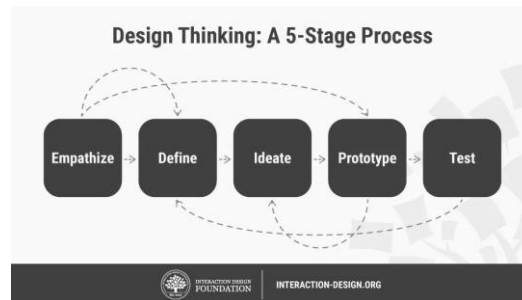 Design Thinking: A 5-Stage Process
Empathize
Define
Ideate
Prototype
Test
INTERACTION DESIGN
FOUNDATION
INTERACTION-DESIGN.ORG